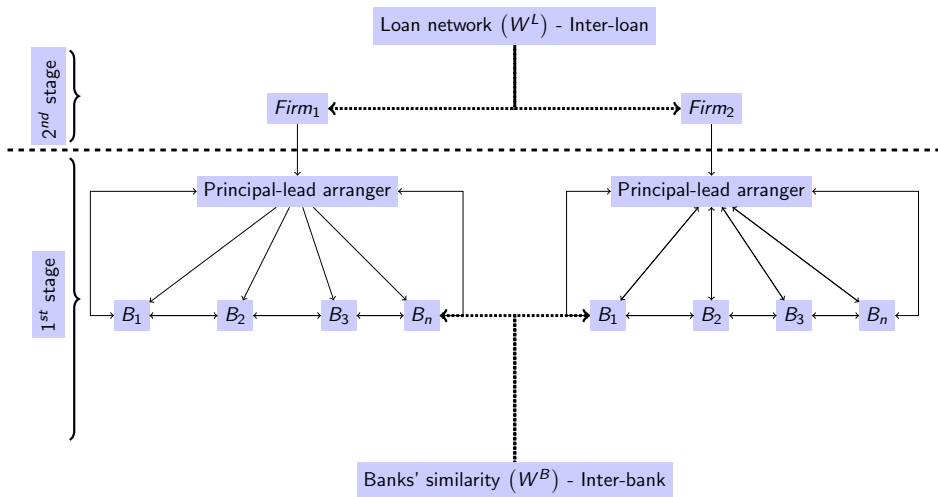 Loan network (W^L) - Inter-loan
2^nd stage
Firm_1
Firm_2
Principal-lead arranger
Principal-lead arranger
1^st stage
B_1
B_2
B_3
B_n
B_1
B_2
B_3
B_n
Banks' similarity (W^B) - Inter-bank